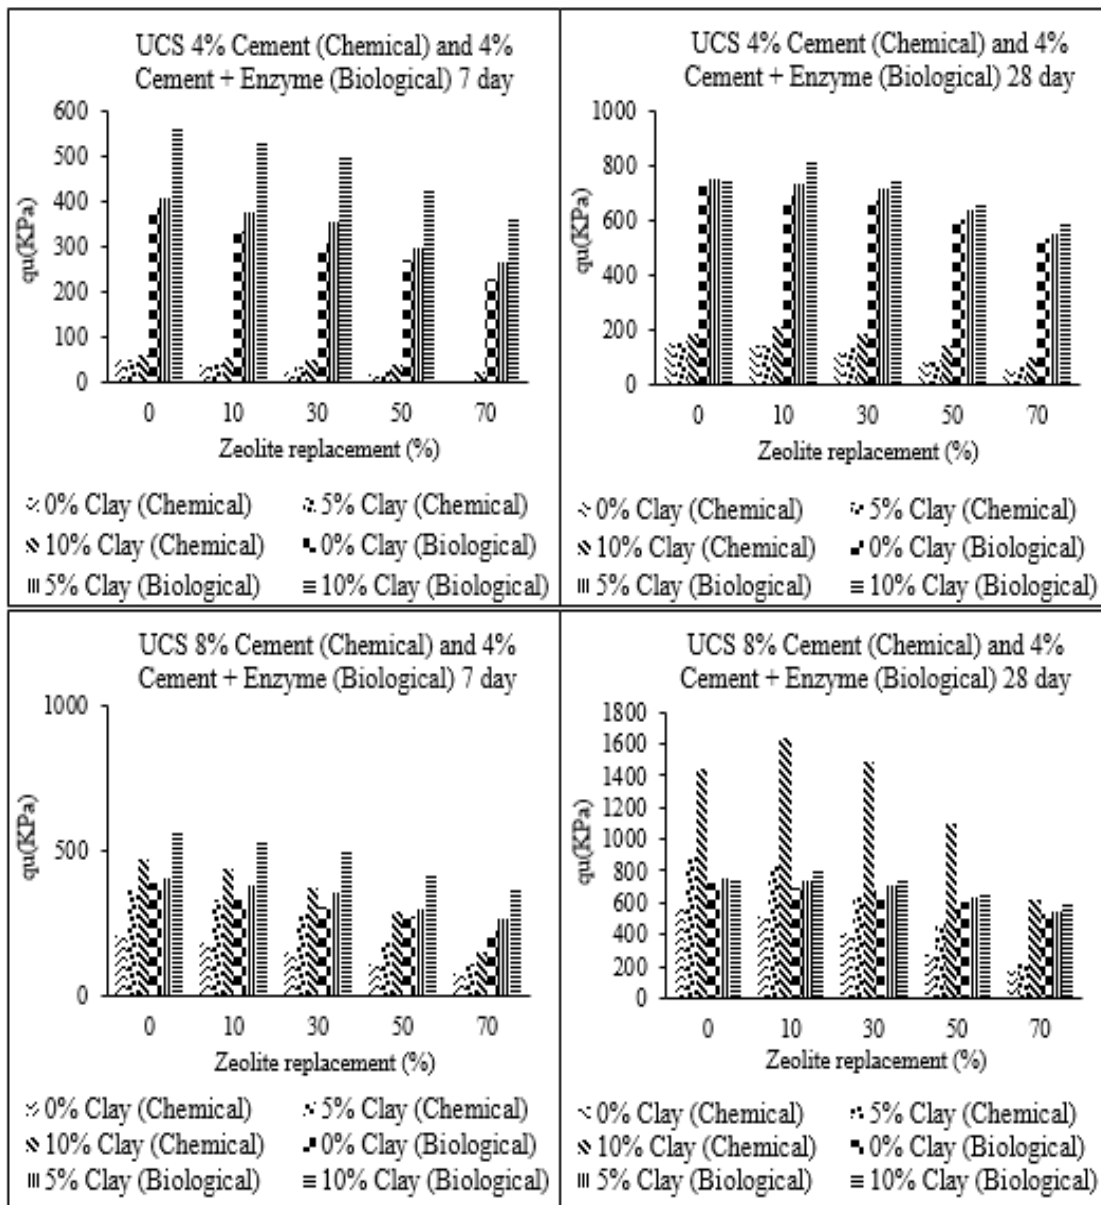 UCS 4% Cement (Chemical) and 4%
Cement + Enzyme (Biological) 7 day
600
500
400
300
200
100
0
qu(KPa)
0 10 30 50 70
Zeolite replacement (%)
0% Clay (Chemical) 5% Clay (Chemical)
10% Clay (Chemical) 0% Clay (Biological)
5% Clay (Biological) 10% Clay (Biological)
UCS 4% Cement (Chemical) and 4%
Cement + Enzyme (Biological) 28 day
1000
800
600
400
200
0
qu(KPa)
0 10 30 50 70
Zeolite replacement (%)
0% Clay (Chemical) 5% Clay (Chemical)
10% Clay (Chemical) 0% Clay (Biological)
5% Clay (Biological) 10% Clay (Biological)
UCS 8% Cement (Chemical) and 4%
Cement + Enzyme (Biological) 7 day
1000
500
0
qu(KPa)
0 10 30 50 70
Zeolite replacement (%)
0% Clay (Chemical) 5% Clay (Chemical)
10% Clay (Chemical) 0% Clay (Biological)
5% Clay (Biological) 10% Clay (Biological)
UCS 8% Cement (Chemical) and 4%
Cement + Enzyme (Biological) 28 day
1800
1600
1400
1200
1000
800
600
400
200
0
qu(KPa)
0 10 30 50 70
Zeolite replacement (%)
0% Clay (Chemical) 5% Clay (Chemical)
10% Clay (Chemical) 0% Clay (Biological)
5% Clay (Biological) 10% Clay (Biological)